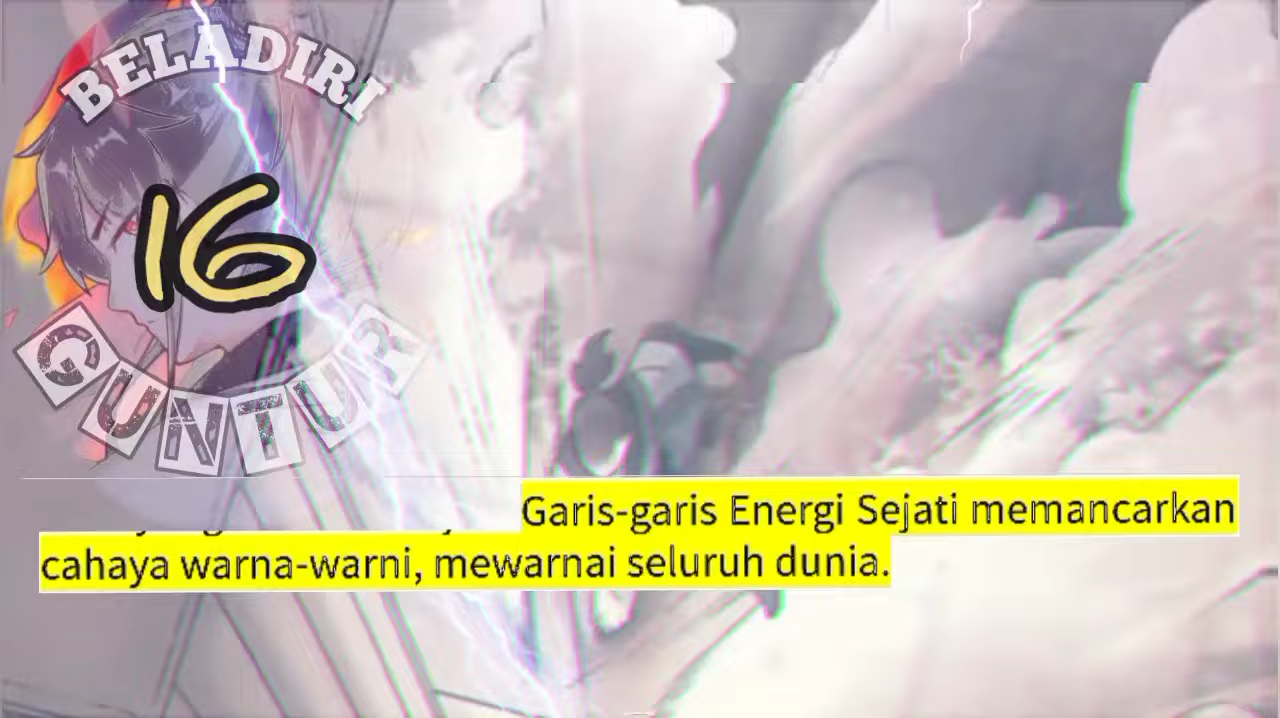 BELADIRI
16
GUNTUR
Garis-garis Energi Sejati memancarkan
cahaya warna-warni, mewarnai seluruh dunia.